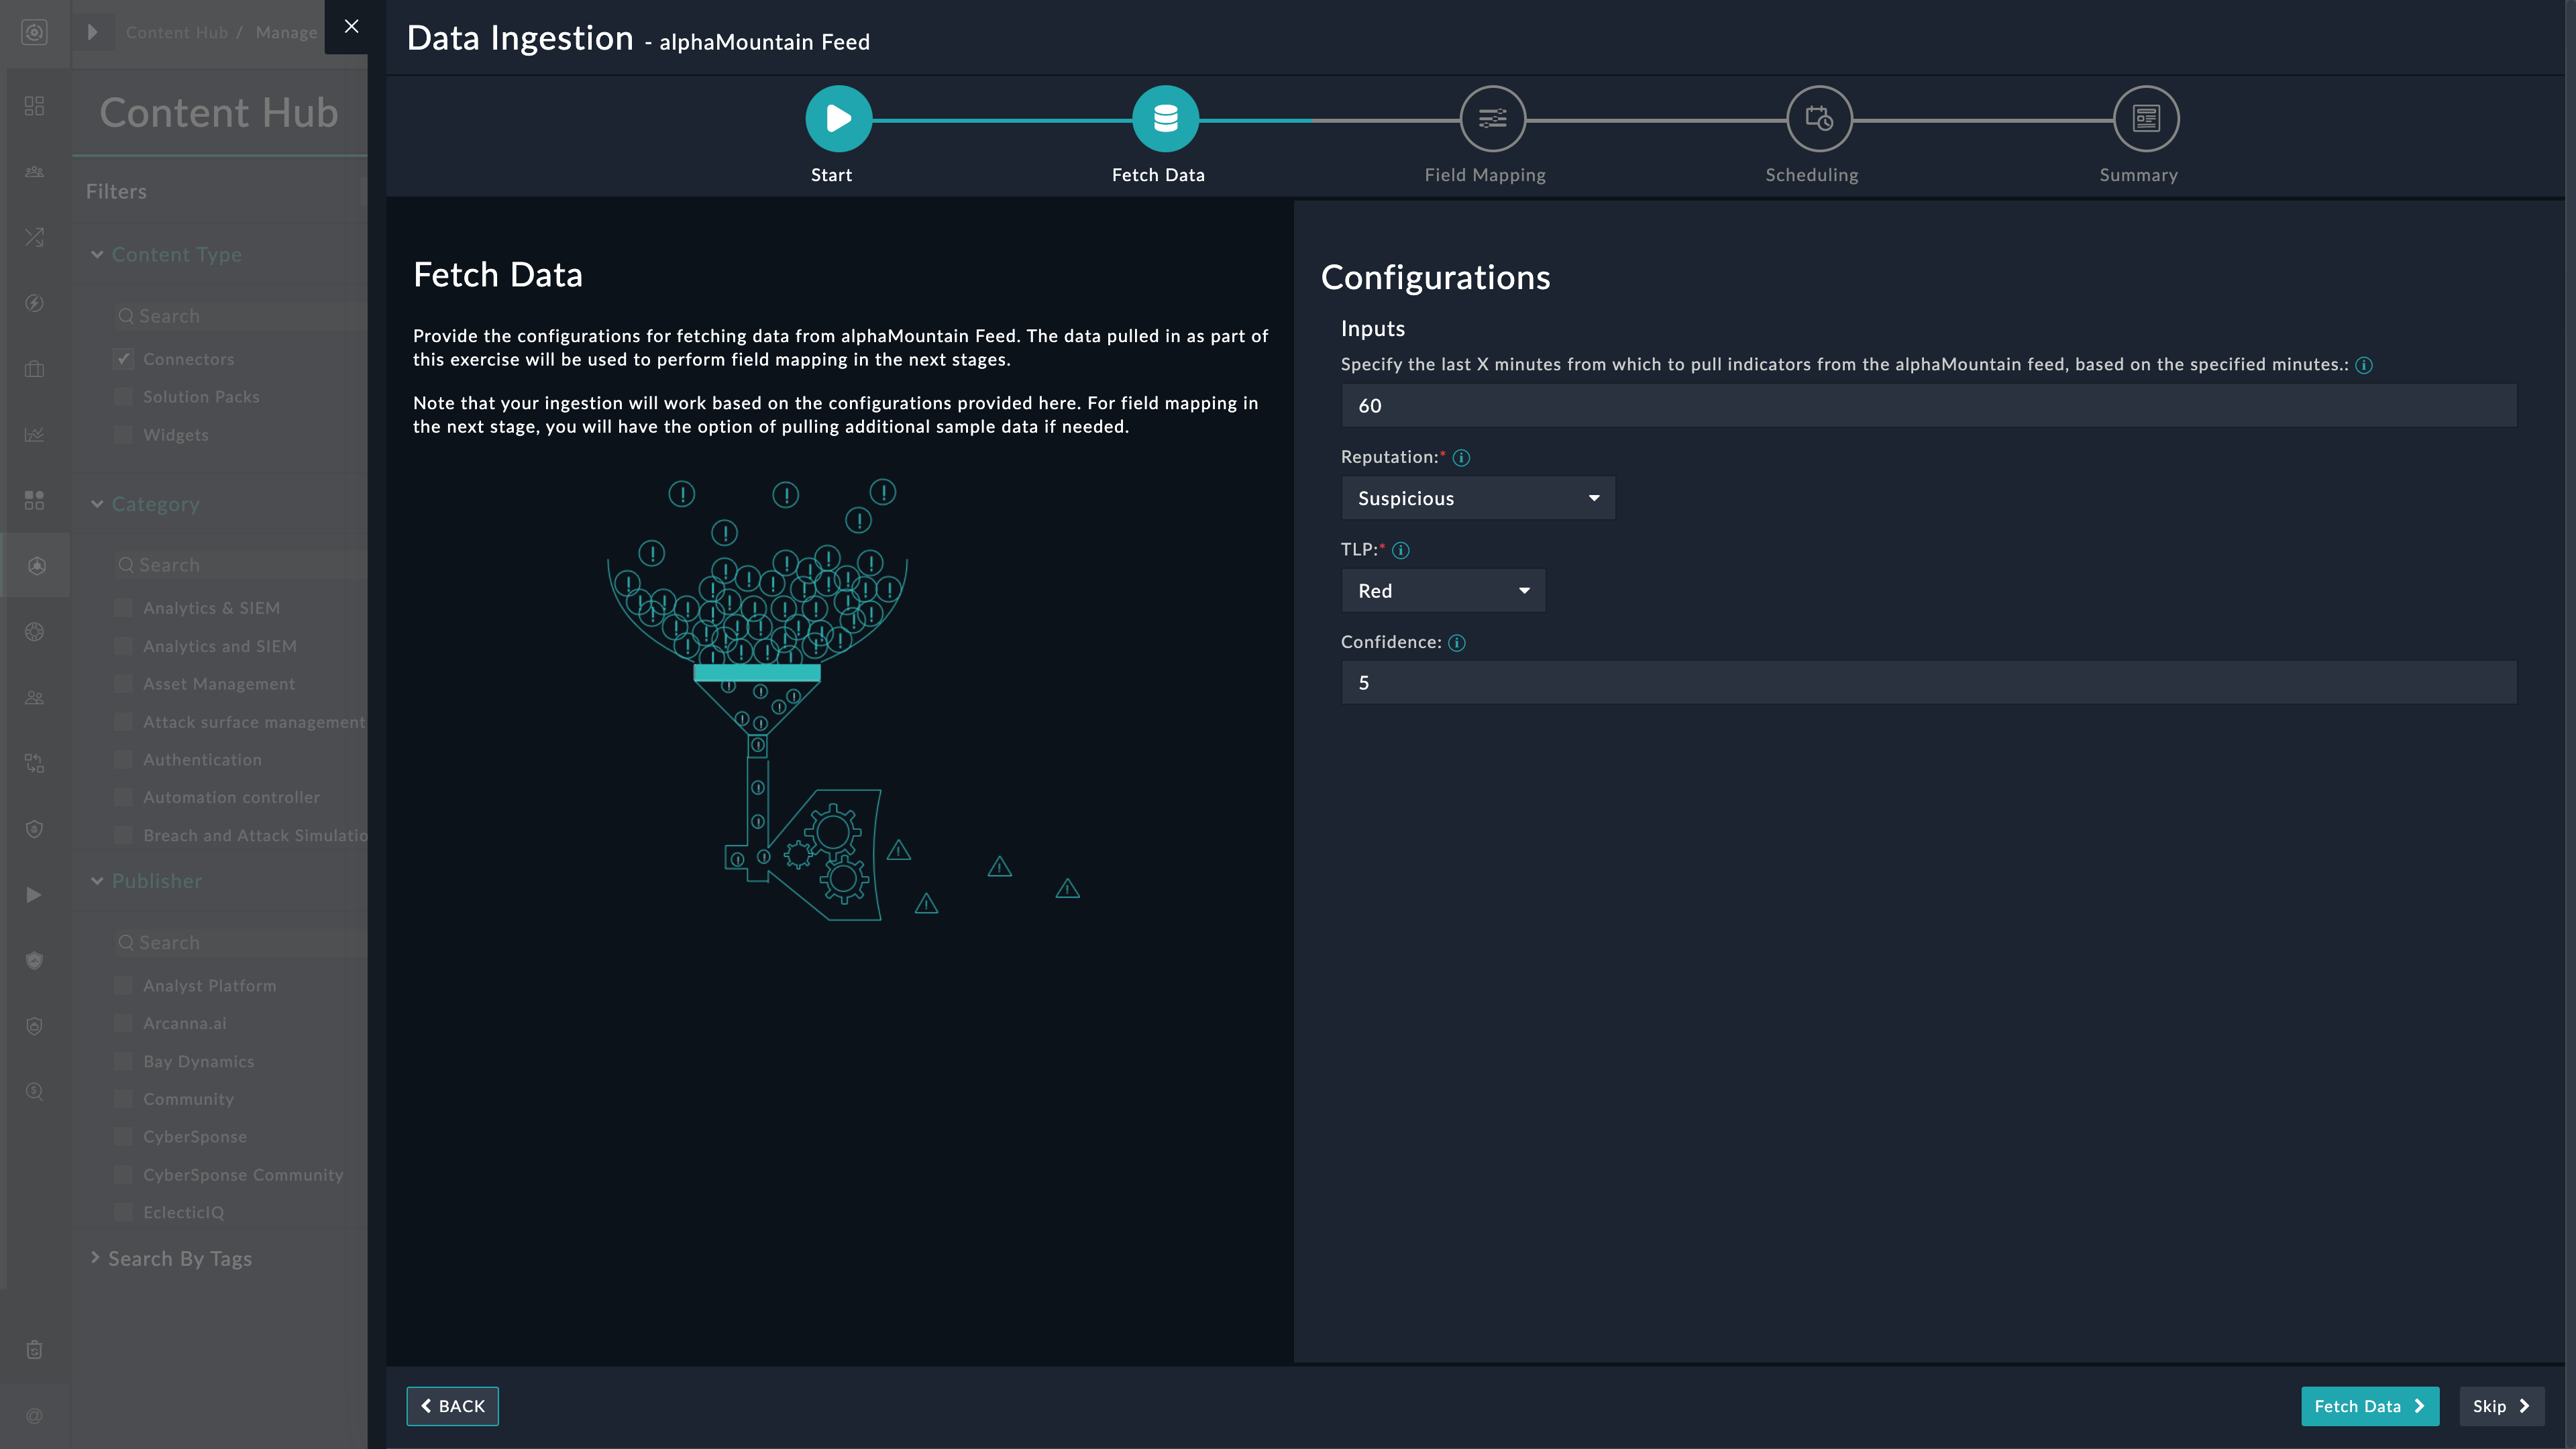 Content Hub / Manage
Data Ingestion - alphaMountain Feed
Content Hub
Start
Fetch Data
Field Mapping
Scheduling
Summary
Filters
Content Type
Search
Connectors
Solution Packs
Widgets
Category
Search
Analytics & SIEM
Analytics and SIEM
Asset Management
Attack surface management
Authentication
Automation controller
Breach and Attack Simulatio
Publisher
Search
Analyst Platform
Arcanna.ai
Bay Dynamics
Community
CyberSponse
CyberSponse Community
EclecticIQ
Search By Tags
Fetch Data
Provide the configurations for fetching data from alphaMountain Feed. The data pulled in as part of
this exercise will be used to perform field mapping in the next stages.
Note that your ingestion will work based on the configurations provided here. For field mapping in
the next stage, you will have the option of pulling additional sample data if needed.
Configurations
Inputs
Specify the last X minutes from which to pull indicators from the alphaMountain feed, based on the specified minutes.:
60
Reputation:*
Suspicious
TLP:*
Red
Confidence:
5
BACK
Fetch Data
Skip